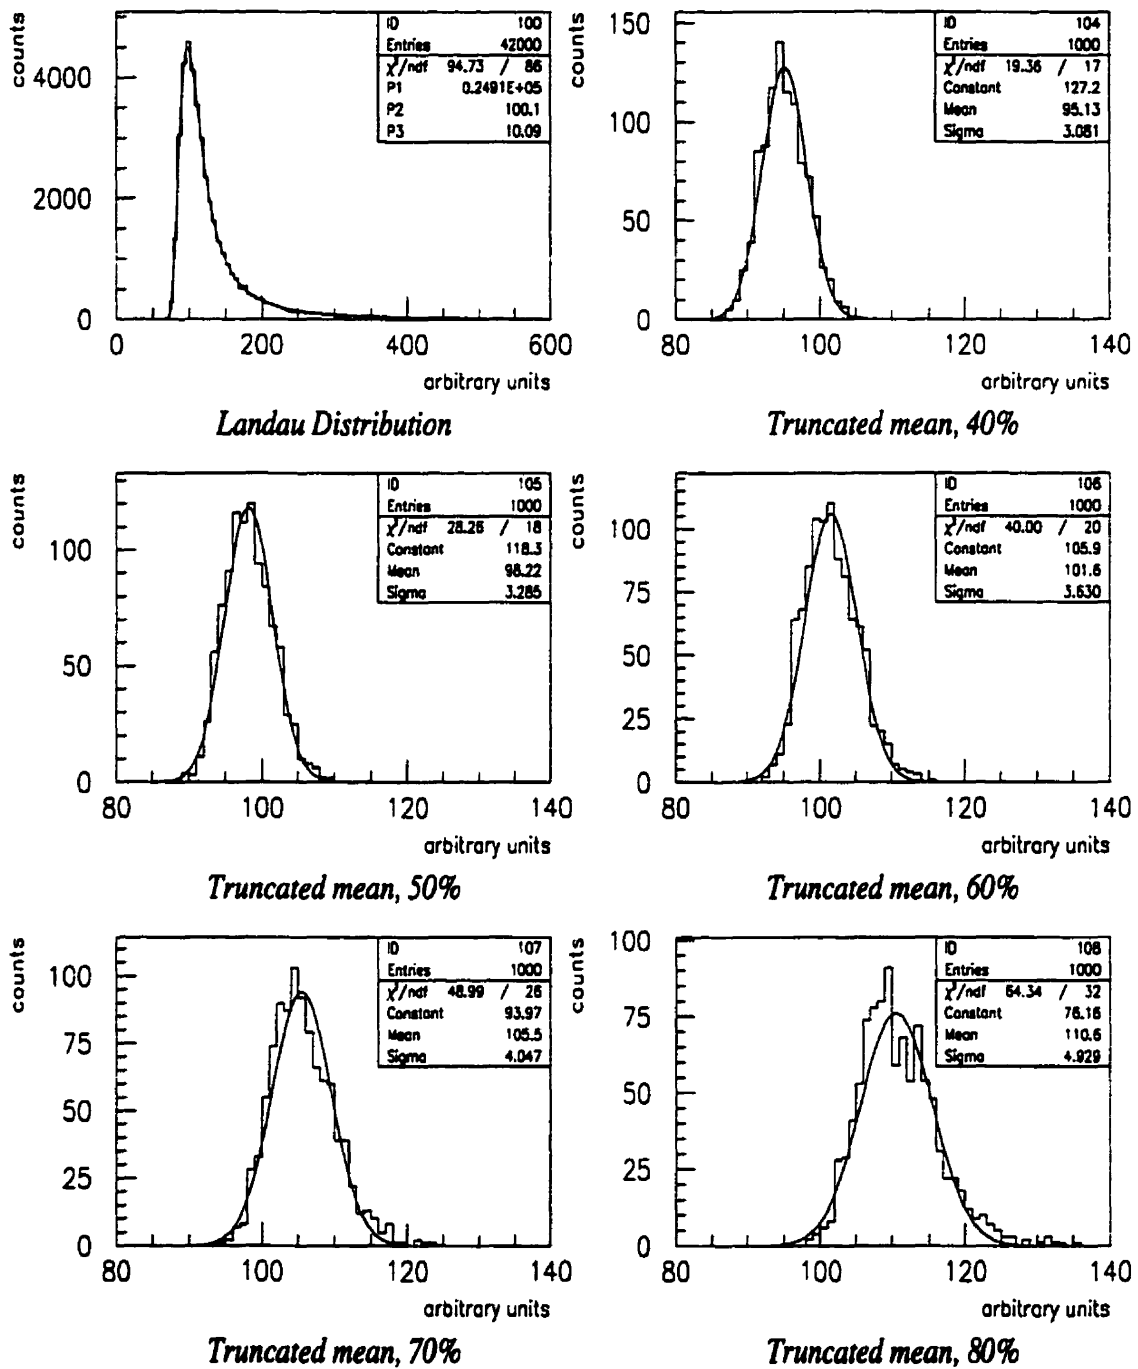 counts
4000
2000
0
0 200 400 600
arbitrary units
ID 100
Entries 42000
χ²/ndf 94.73 / 86
P1 0.2491E+05
P2 100.1
P3 10.09
Landau Distribution
counts
150
100
50
0
80 100 120 140
arbitrary units
ID 104
Entries 1000
χ²/ndf 19.36 / 17
Constant 127.2
Mean 95.13
Sigma 3.081
Truncated mean, 40%
counts
100
50
0
80 100 120 140
arbitrary units
ID 105
Entries 1000
χ²/ndf 28.26 / 18
Constant 118.3
Mean 98.22
Sigma 3.285
Truncated mean, 50%
counts
100
75
50
25
0
80 100 120 140
arbitrary units
ID 106
Entries 1000
χ²/ndf 40.00 / 20
Constant 105.9
Mean 101.6
Sigma 3.630
Truncated mean, 60%
counts
100
75
50
25
0
80 100 120 140
arbitrary units
ID 107
Entries 1000
χ²/ndf 48.99 / 26
Constant 93.97
Mean 105.5
Sigma 4.047
Truncated mean, 70%
counts
100
75
50
25
0
80 100 120 140
arbitrary units
ID 108
Entries 1000
χ²/ndf 64.34 / 32
Constant 76.16
Mean 110.6
Sigma 4.929
Truncated mean, 80%